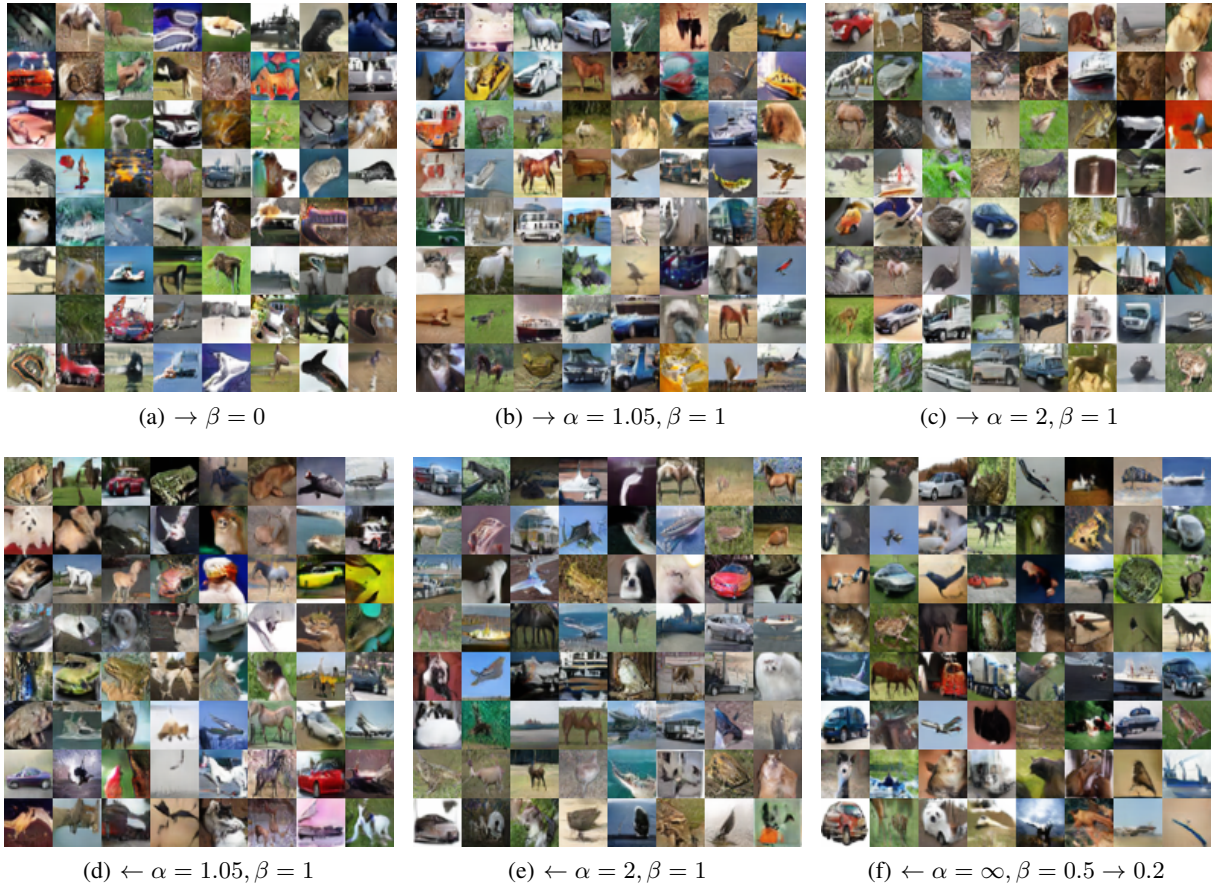 (a) → β = 0
(b) → α = 1.05, β = 1
(c) → α = 2, β = 1
(d) ← α = 1.05, β = 1
(e) ← α = 2, β = 1
(f) ← α = ∞, β = 0.5 → 0.2